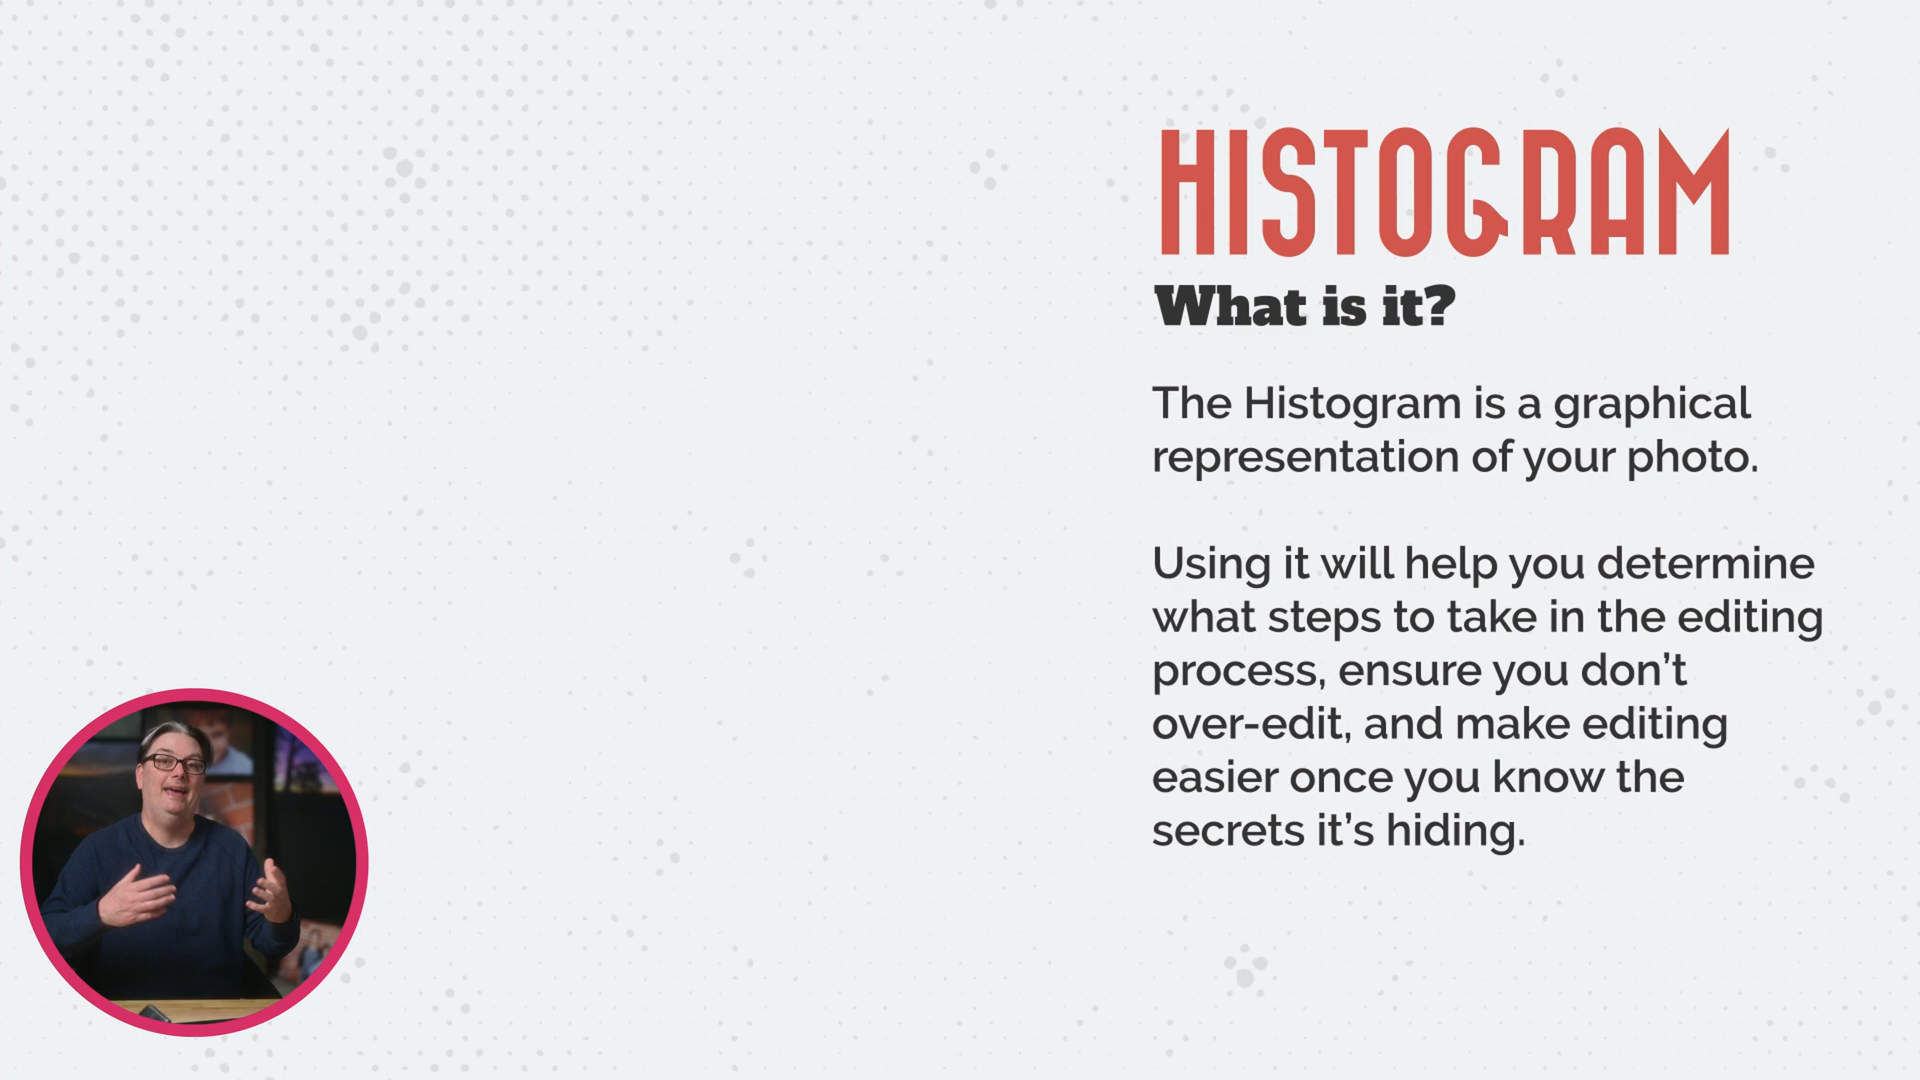 HISTOGRAM
What is it?
The Histogram is a graphical
representation of your photo.
Using it will help you determine
what steps to take in the editing
process, ensure you don’t
over-edit, and make editing
easier once you know the
secrets it’s hiding.